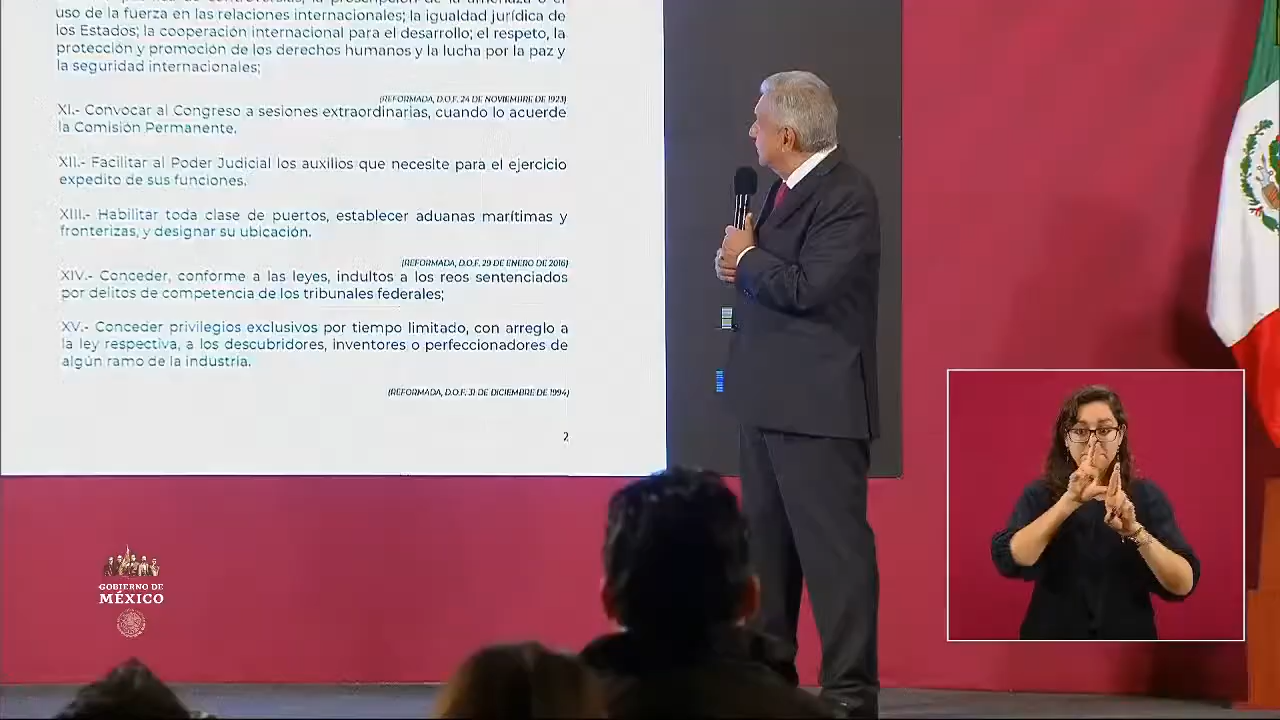 uso de la fuerza en las relaciones internacionales; la igualdad jurídica de
los Estados; la cooperación internacional para el desarrollo; el respeto, la
protección y promoción de los derechos humanos y la lucha por la paz y
la seguridad internacionales;
(REFORMADA, D.O.F. 24 DE NOVIEMBRE DE 1923)
XI.- Convocar al Congreso a sesiones extraordinarias, cuando lo acuerde
la Comisión Permanente.
XII.- Facilitar al Poder Judicial los auxilios que necesite para el ejercicio
expedito de sus funciones.
XIII.- Habilitar toda clase de puertos, establecer aduanas marítimas y
fronterizas, y designar su ubicación.
(REFORMADA, D.O.F. 29 DE ENERO DE 2016)
XIV.- Conceder, conforme a las leyes, indultos a los reos sentenciados
por delitos de competencia de los tribunales federales;
XV.- Conceder privilegios exclusivos por tiempo limitado, con arreglo a
la ley respectiva, a los descubridores, inventores o perfeccionadores de
algún ramo de la industria.
(REFORMADA, D.O.F. 31 DE DICIEMBRE DE 1994)
2
GOBIERNO DE
MÉXICO